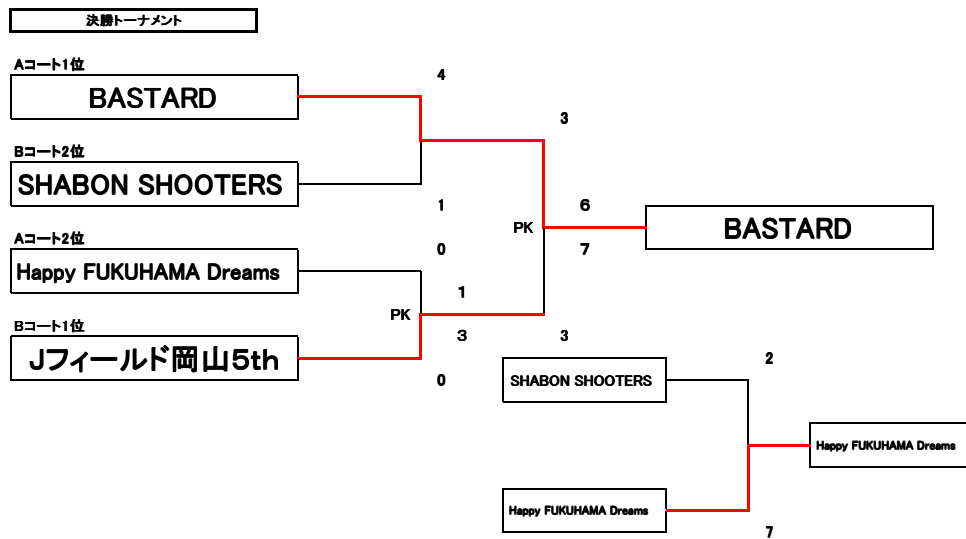 決勝トーナメント
Aコート1位
BASTARD
4
3
Bコート2位
SHABON SHOOTERS
1
6
PK
BASTARD
Aコート2位
0
7
Happy FUKUHAMA Dreams
1
PK
Bコート1位
3
3
Jフィールド岡山5th
0
2
SHABON SHOOTERS
Happy FUKUHAMA Dreams
Happy FUKUHAMA Dreams
7